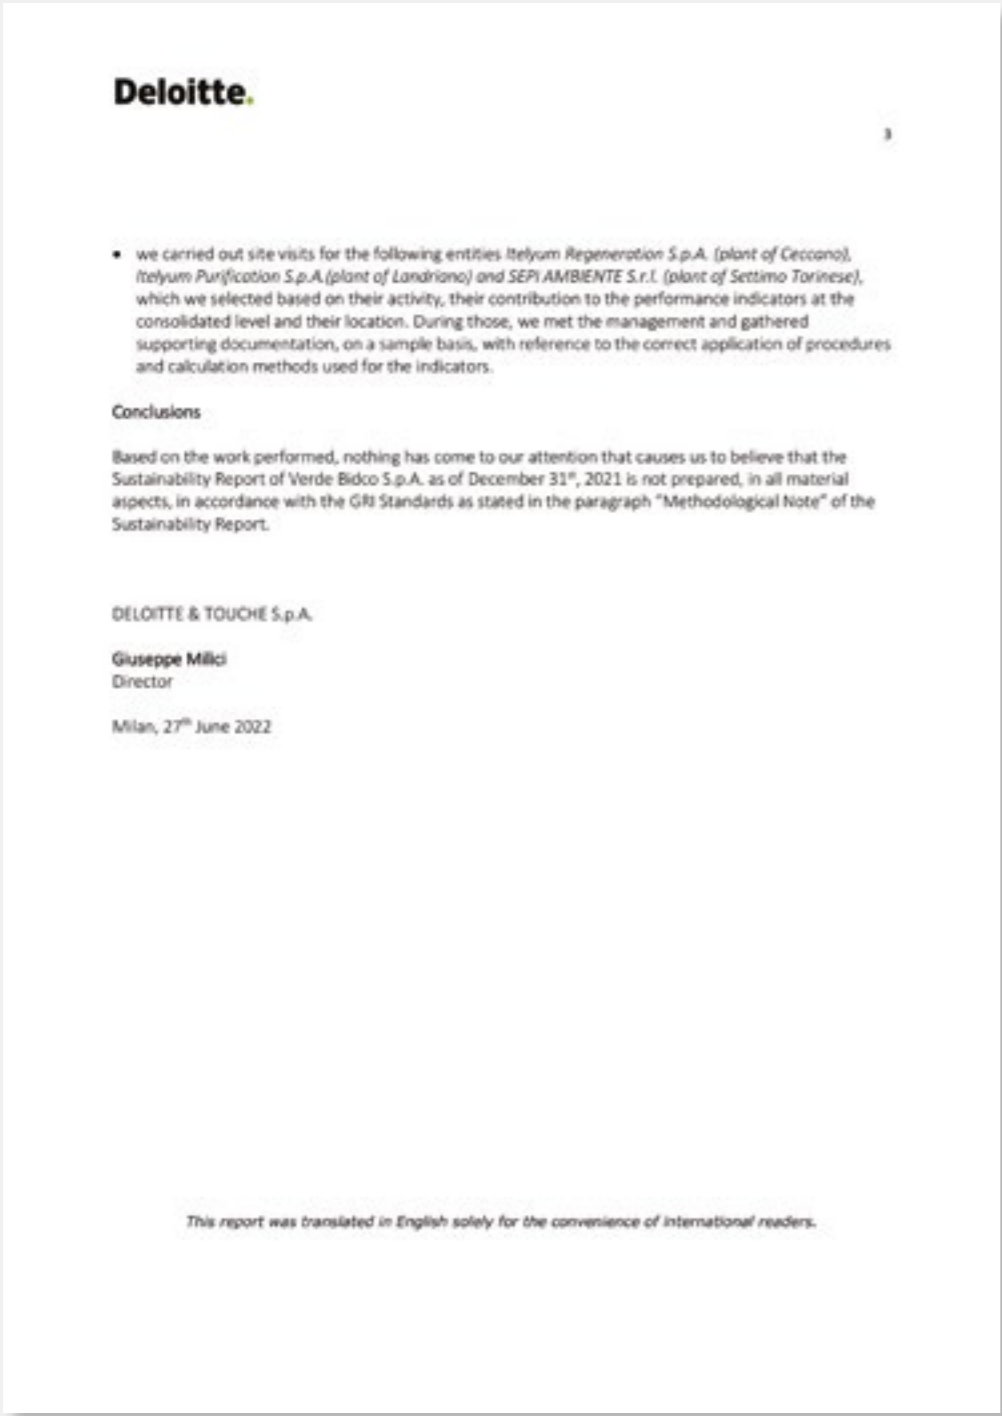 Deloitte.
3
• we carried out site visits for the following entities Itelyum Regeneration S.p.A. (plant of Ceccano),
Itelyum Purification S.p.A.(plant of Landriano) and SEPI AMBIENTE S.r.l. (plant of Settimo Torinese),
which we selected based on their activity, their contribution to the performance indicators at the
consolidated level and their location. During those, we met the management and gathered
supporting documentation, on a sample basis, with reference to the correct application of procedures
and calculation methods used for the indicators.
Conclusions
Based on the work performed, nothing has come to our attention that causes us to believe that the
Sustainability Report of Verde Bidco S.p.A. as of December 31st, 2021 is not prepared, in all material
aspects, in accordance with the GRI Standards as stated in the paragraph "Methodological Note" of the
Sustainability Report.
DELOITTE & TOUCHE S.p.A.
Giuseppe Milici
Director
Milan, 27th June 2022
This report was translated in English solely for the convenience of international readers.